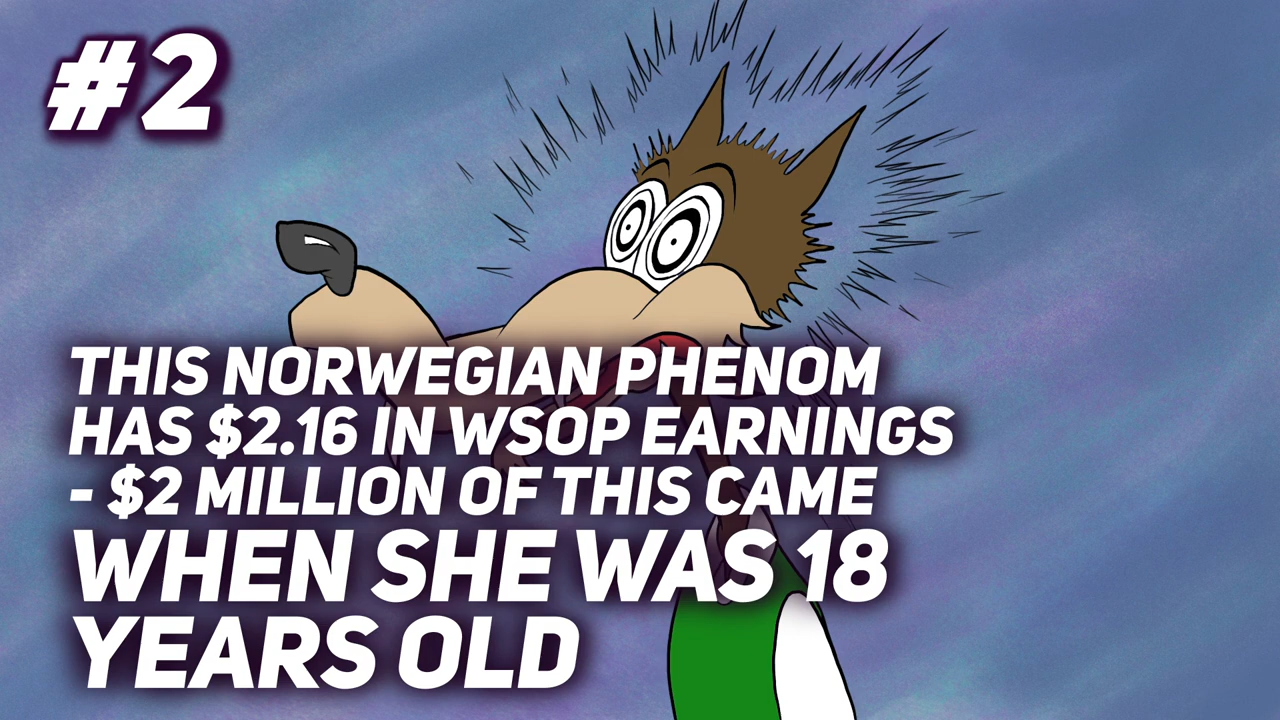 #2
THIS NORWEGIAN PHENOM
HAS $2.16 IN WSOP EARNINGS
- $2 MILLION OF THIS CAME
WHEN SHE WAS 18
YEARS OLD